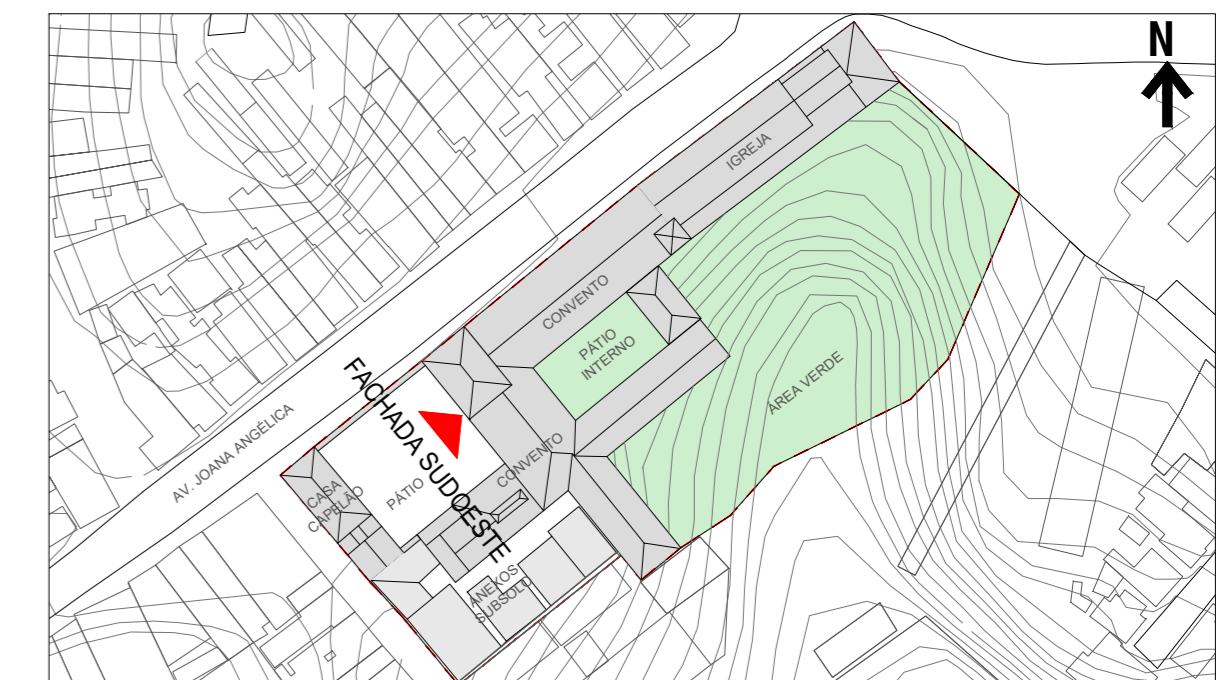 N
IGREJA
CONVENTO
PÁTIO
INTERNO
ÁREA VERDE
FACHADA SUDOESTE
AV. JOANA ANGÉLICA
CONVENTO
CASA
CAPELÃO
PÁTIO
ANEXOS
SUBSOLO